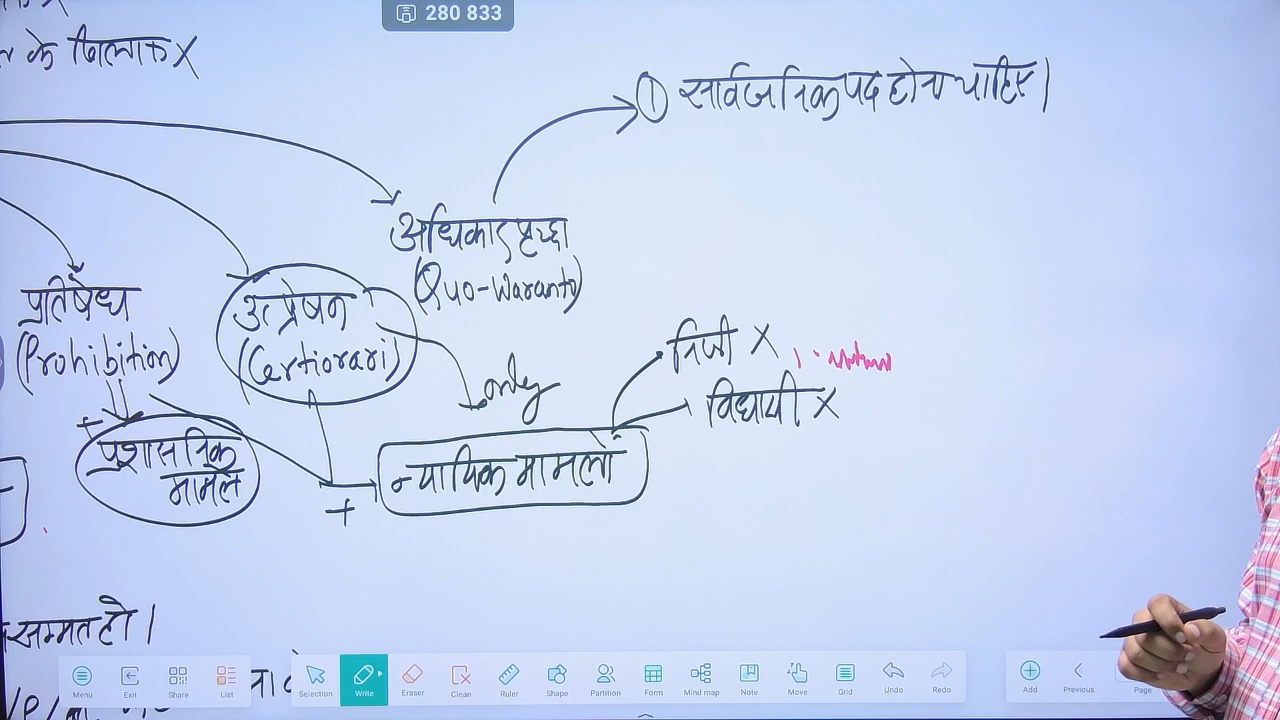 280 833
के खिलाफ X
① सार्वजनिक पद होना चाहिए।
अधिकार पृच्छा
(Quo-Waranto)
प्रतिषेध
(Prohibition)
उत्प्रेषण
(Certiorari)
only
निजी X
विधायी X
+
प्रशासनिक
मामले
न्यायिक मामलों
+
सम्मत हो।
Menu
Exit
Share
List
Selection
Write
Eraser
Clean
Ruler
Shape
Partition
Form
Mind map
Note
Move
Grid
Undo
Redo
Add
Previous
Page